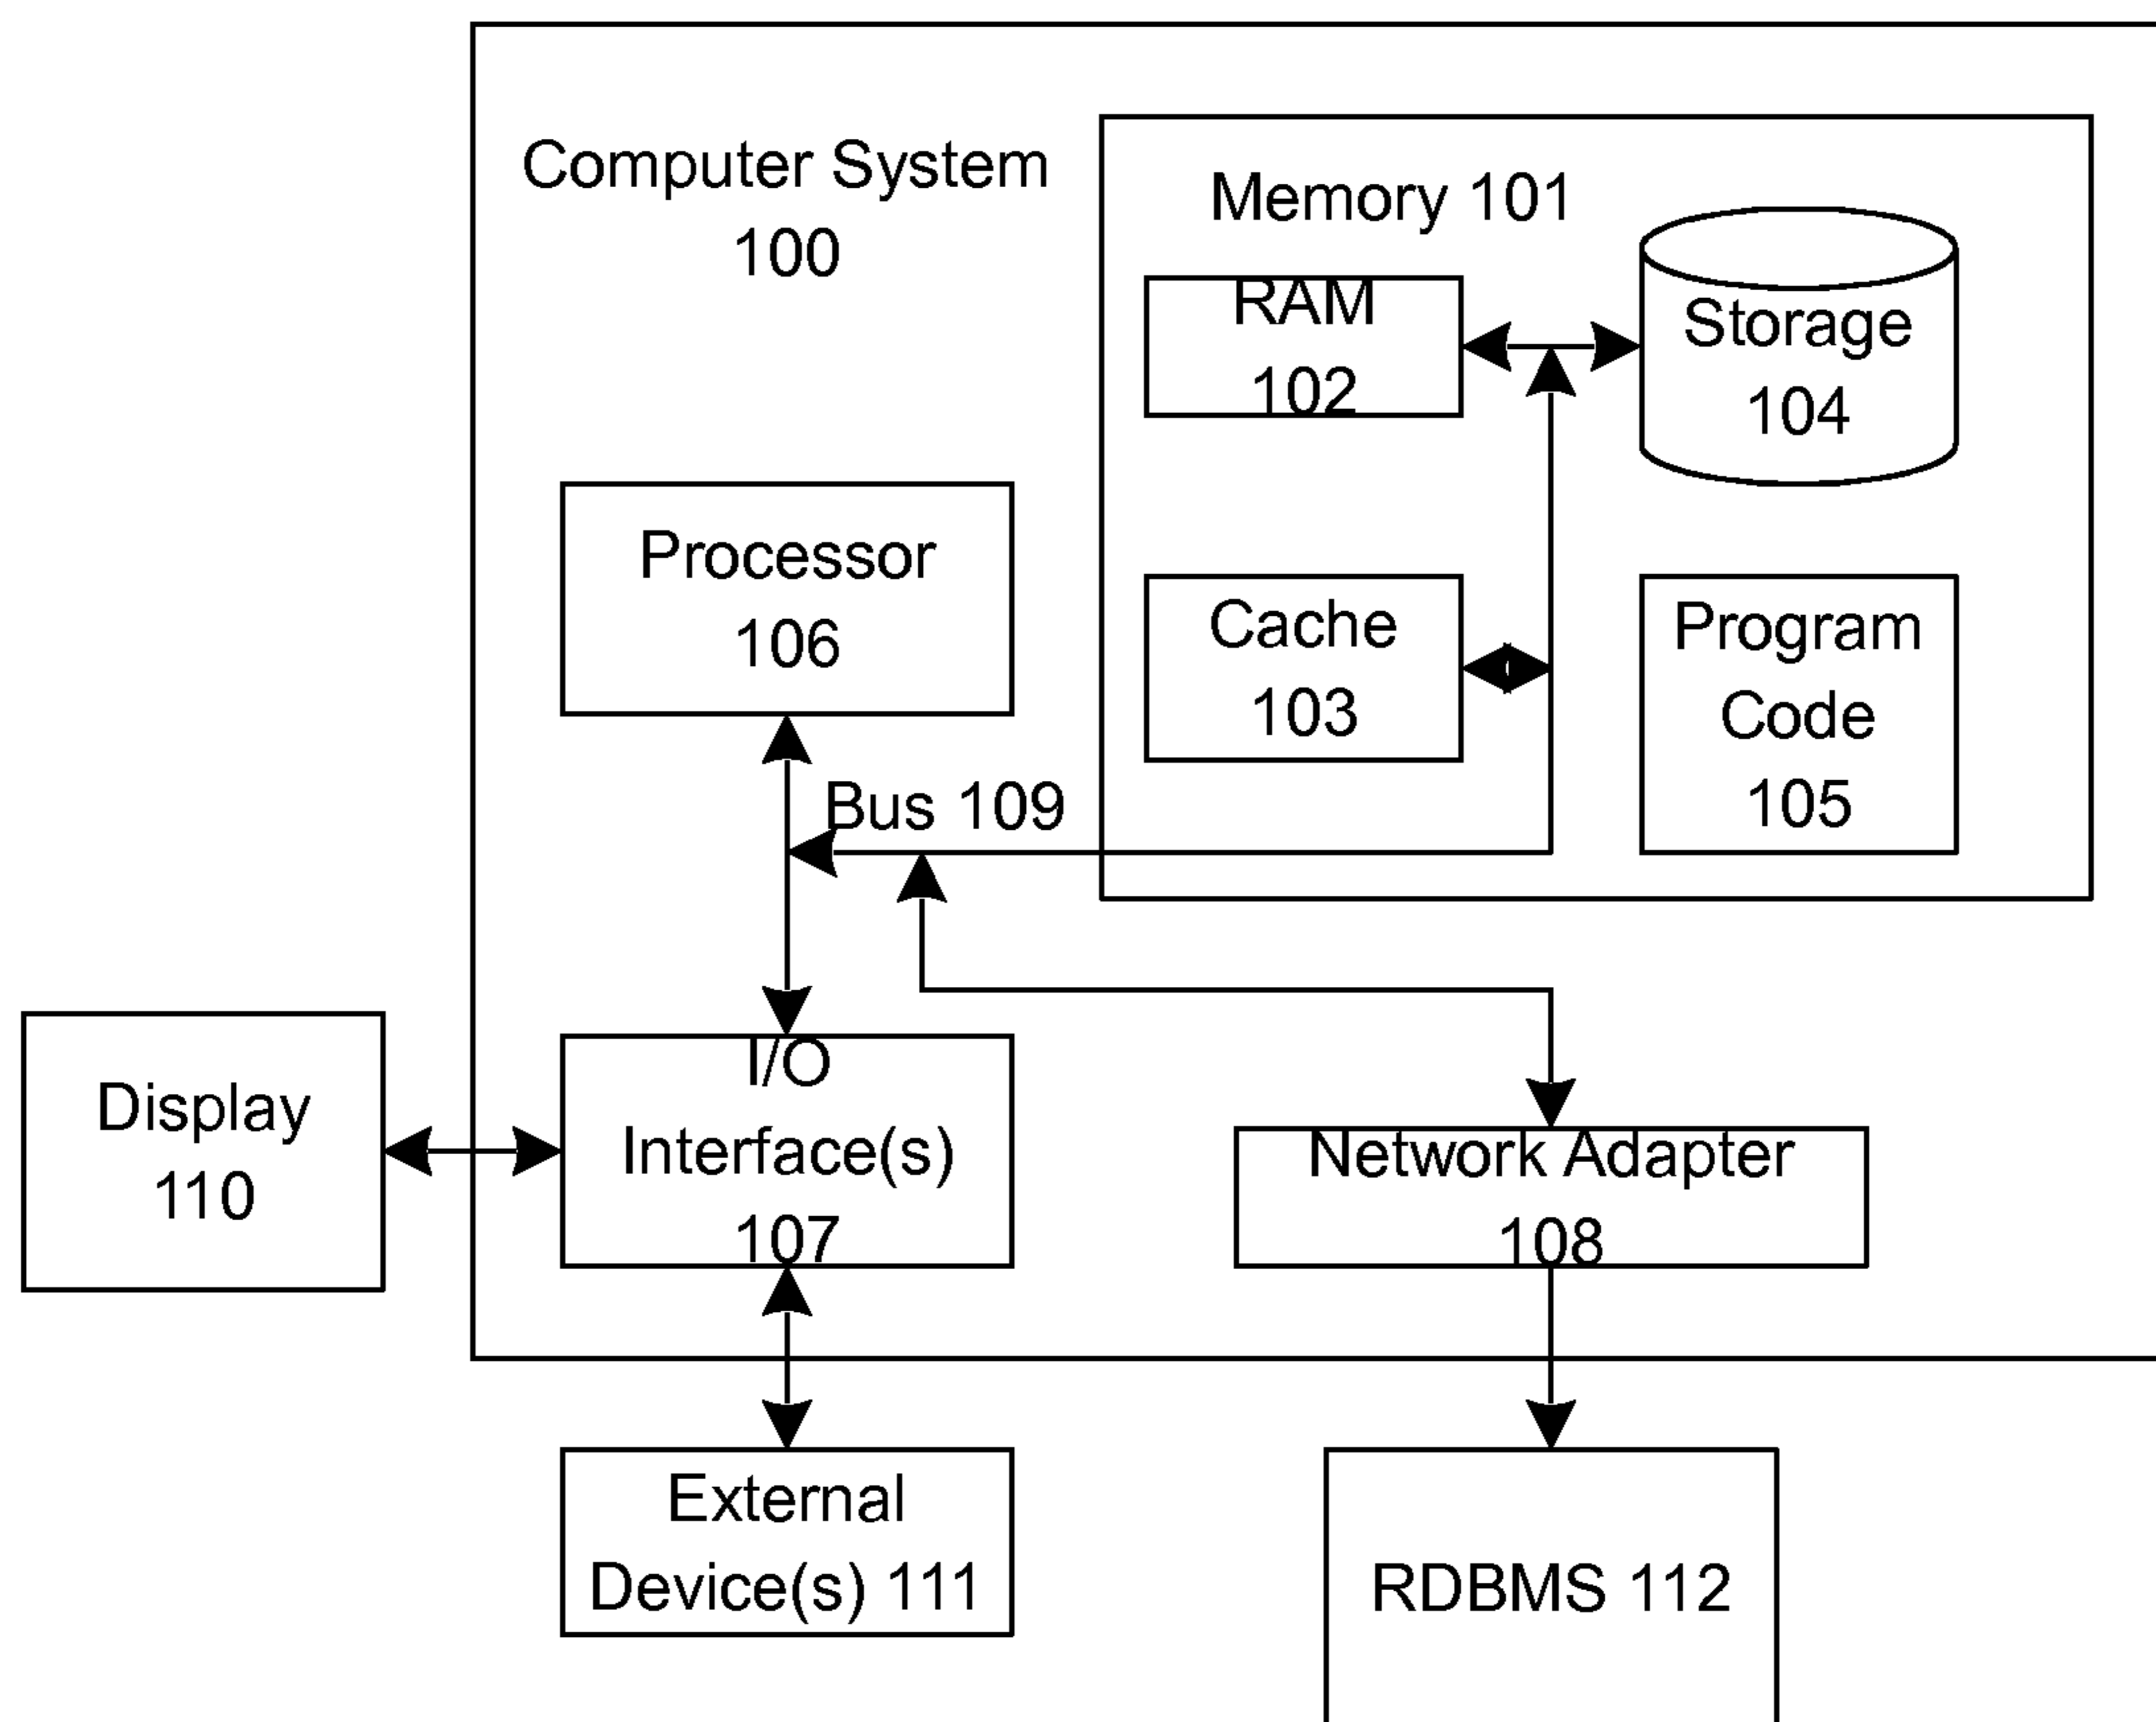 Computer System
100
Memory 101
RAM
102
Storage
104
Processor
106
Cache
103
Program
Code
105
Bus 109
Display
110
I/O
Interface(s)
107
Network Adapter
108
External
Device(s) 111
RDBMS 112